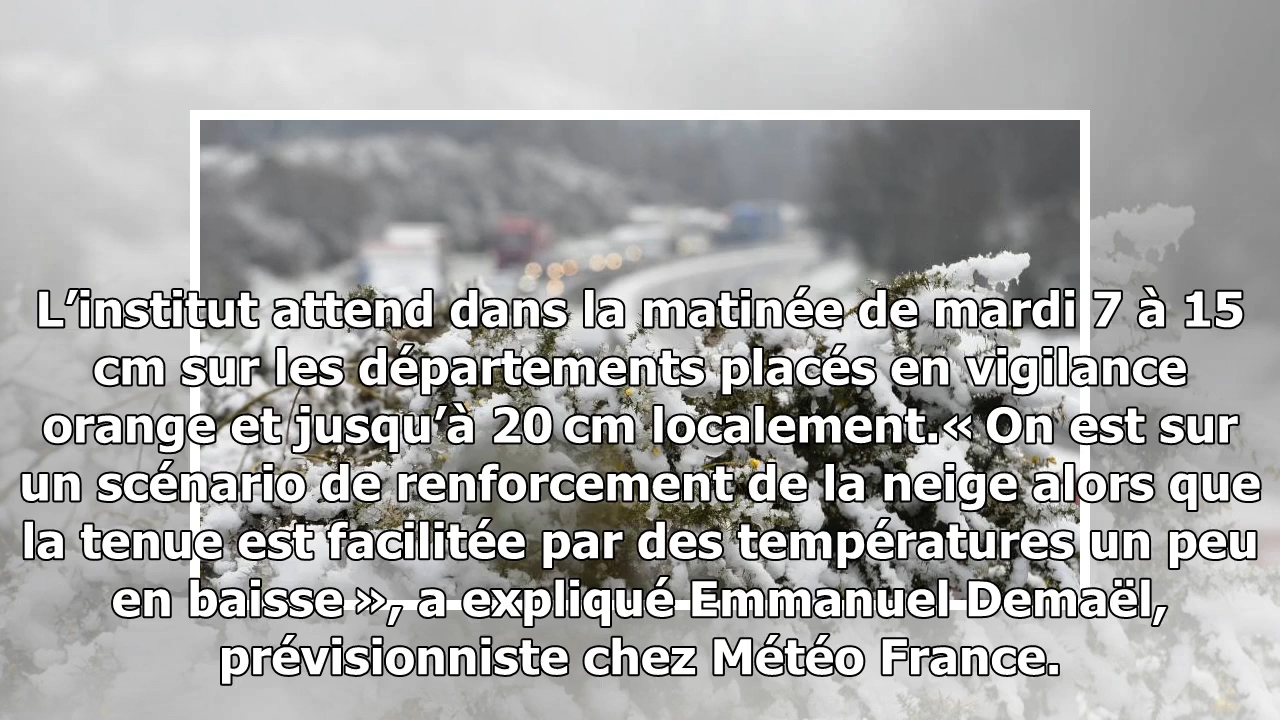 L’institut attend dans la matinée de mardi 7 à 15
cm sur les départements placés en vigilance
orange et jusqu’à 20 cm localement.« On est sur
un scénario de renforcement de la neige alors que
la tenue est facilitée par des températures un peu
en baisse », a expliqué Emmanuel Demaël,
prévisionniste chez Météo France.